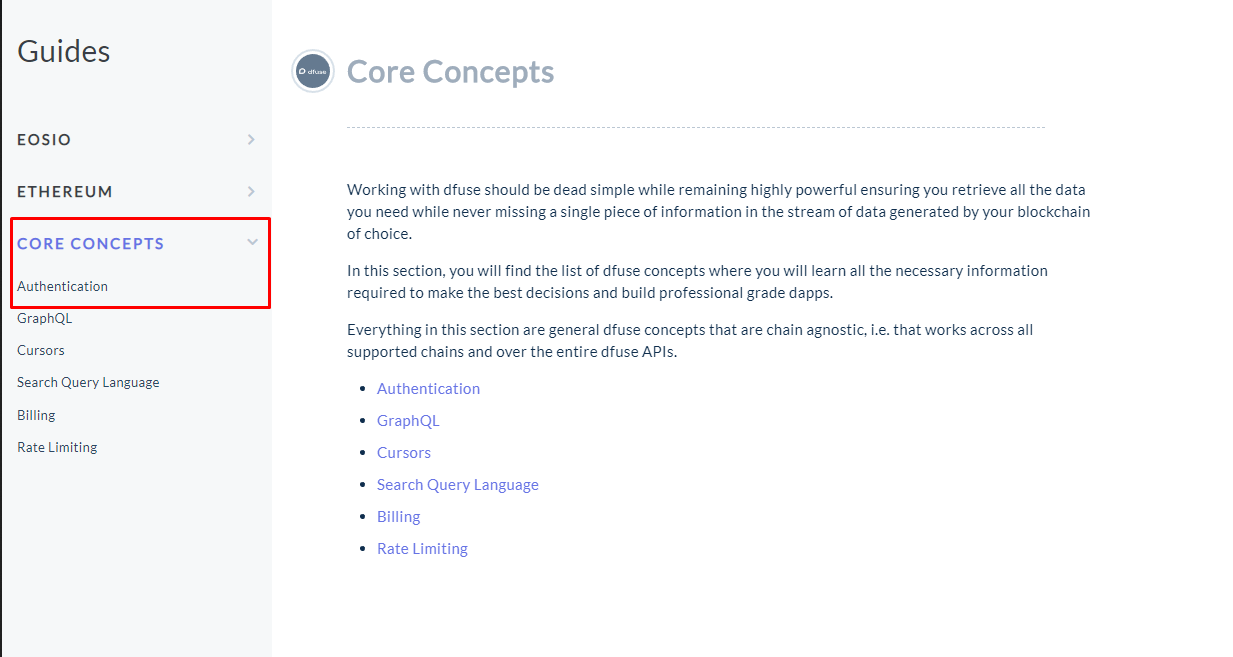 Guides
EOSIO
ETHEREUM
CORE CONCEPTS
Authentication
GraphQL
Cursors
Search Query Language
Billing
Rate Limiting
dfuse
Core Concepts
Working with dfuse should be dead simple while remaining highly powerful ensuring you retrieve all the data
you need while never missing a single piece of information in the stream of data generated by your blockchain
of choice.
In this section, you will find the list of dfuse concepts where you will learn all the necessary information
required to make the best decisions and build professional grade dapps.
Everything in this section are general dfuse concepts that are chain agnostic, i.e. that works across all
supported chains and over the entire dfuse APIs.
Authentication
GraphQL
Cursors
Search Query Language
Billing
Rate Limiting